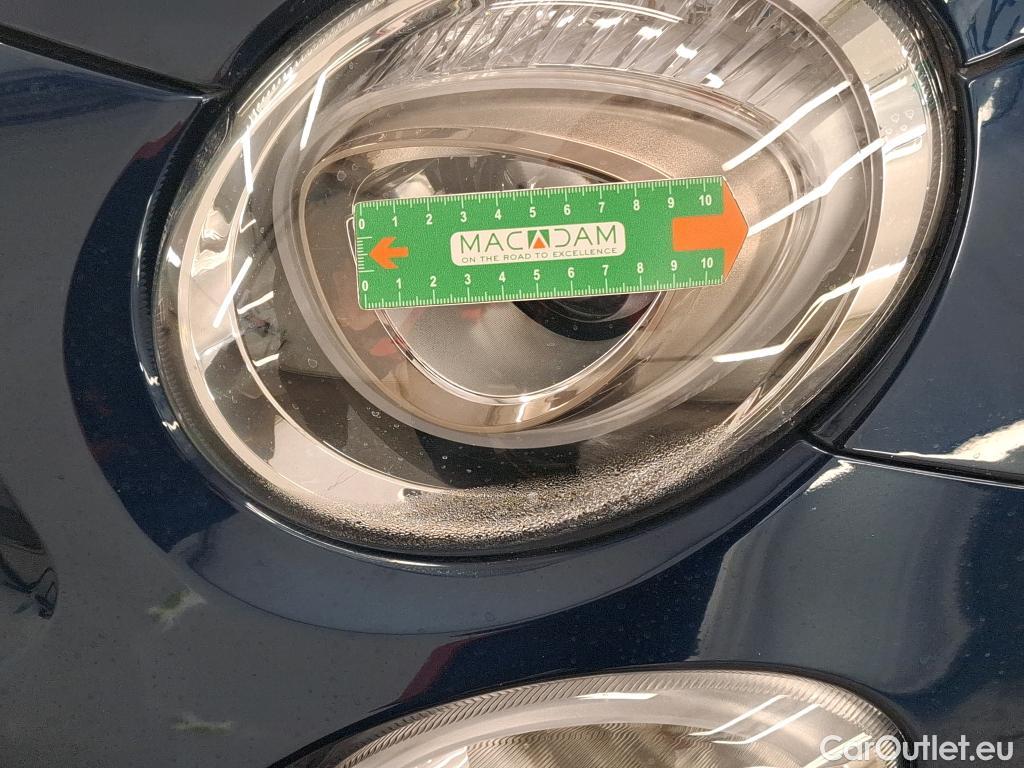 0 1 2 3 4 5 6 7 8 9 10
MACADAM
ON THE ROAD TO EXCELLENCE
0 1 2 3 4 5 6 7 8 9 10
CarOutlet.eu